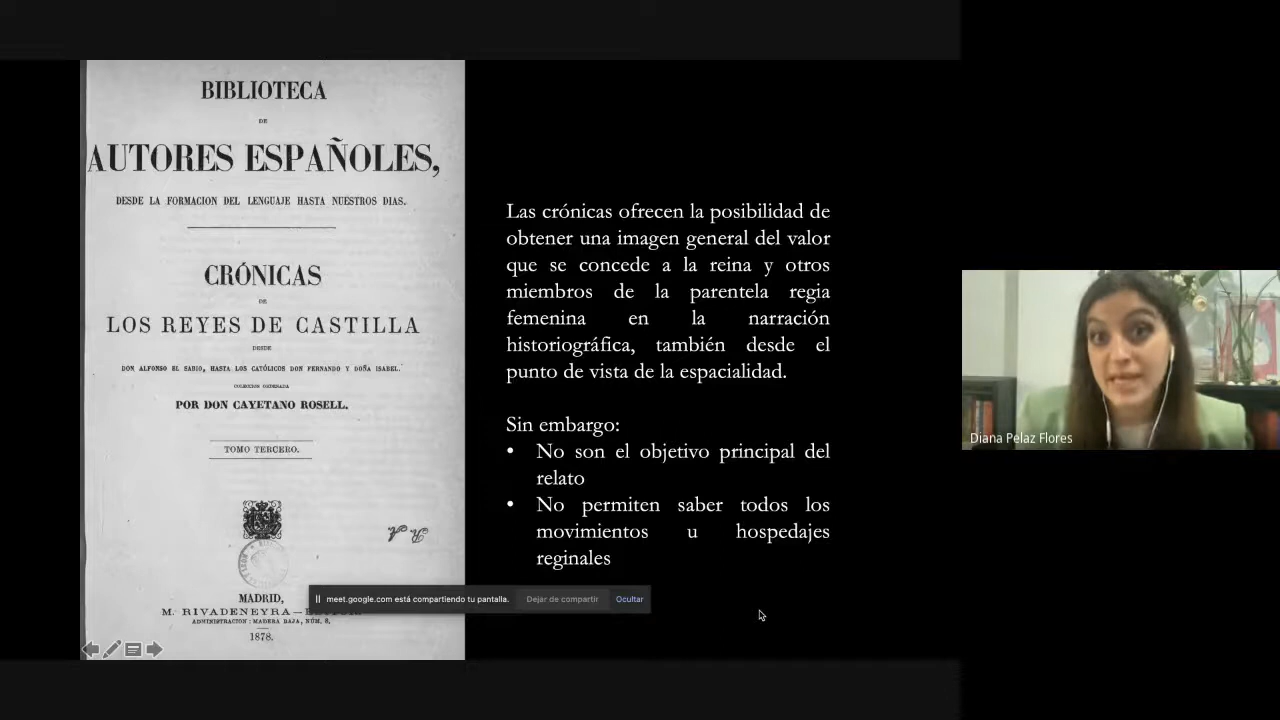 BIBLIOTECA
DE
AUTORES ESPAÑOLES,
DESDE LA FORMACION DEL LENGUAJE HASTA NUESTROS DIAS.
CRÓNICAS
DE
LOS REYES DE CASTILLA
DESDE
DON ALFONSO EL SABIO, HASTA LOS CATÓLICOS DON FERNANDO Y DOÑA ISABEL.
COLECCION ORDENADA
POR DON CAYETANO ROSELL.
TOMO TERCERO.
MADRID,
M. RIVADENEYRA—
ADMINISTRACION: MADERA BAJA, NÚM. 8,
1878.
Las crónicas ofrecen la posibilidad de
obtener una imagen general del valor
que se concede a la reina y otros
miembros de la parentela regia
femenina en la narración
historiográfica, también desde el
punto de vista de la espacialidad.
Sin embargo:
• No son el objetivo principal del
relato
• No permiten saber todos los
movimientos u hospedajes
reginales
meet.google.com está compartiendo tu pantalla.
Dejar de compartir
Ocultar
Diana Pelaz Flores